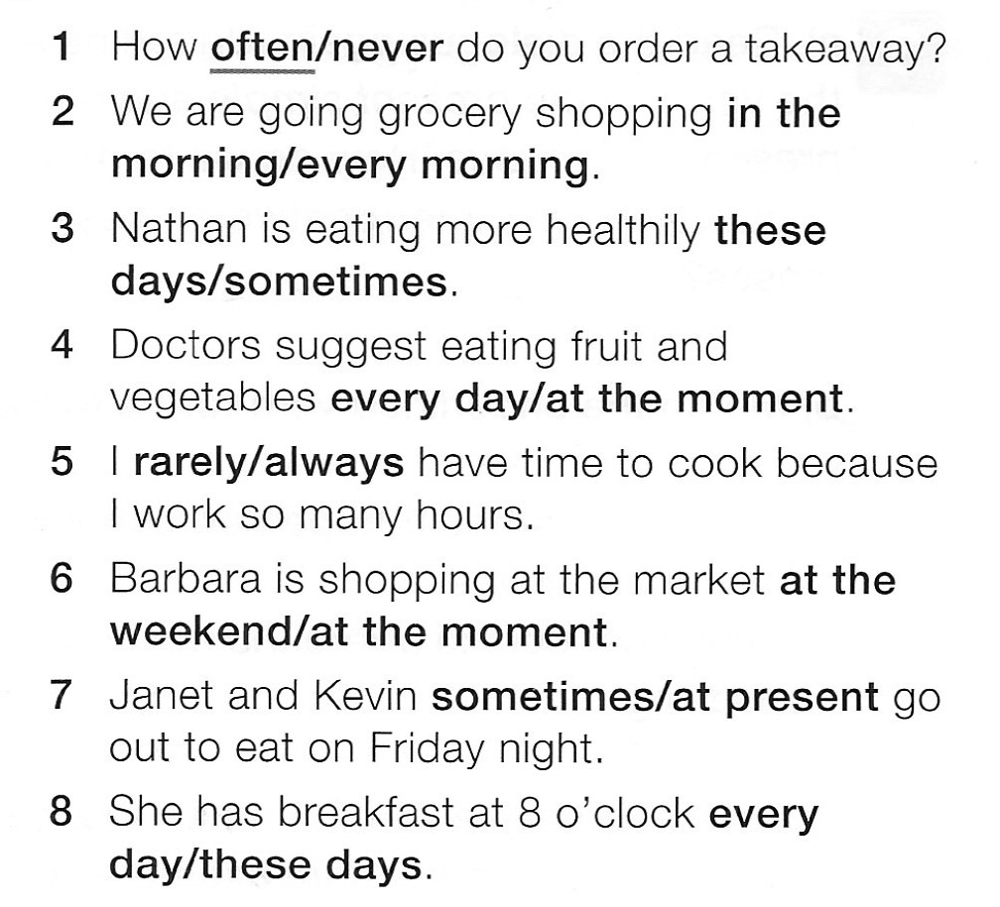 1 How often/never do you order a takeaway?
2 We are going grocery shopping in the
morning/every morning.
3 Nathan is eating more healthily these
days/sometimes.
4 Doctors suggest eating fruit and
vegetables every day/at the moment.
5 I rarely/always have time to cook because
I work so many hours.
6 Barbara is shopping at the market at the
weekend/at the moment.
7 Janet and Kevin sometimes/at present go
out to eat on Friday night.
8 She has breakfast at 8 o’clock every
day/these days.